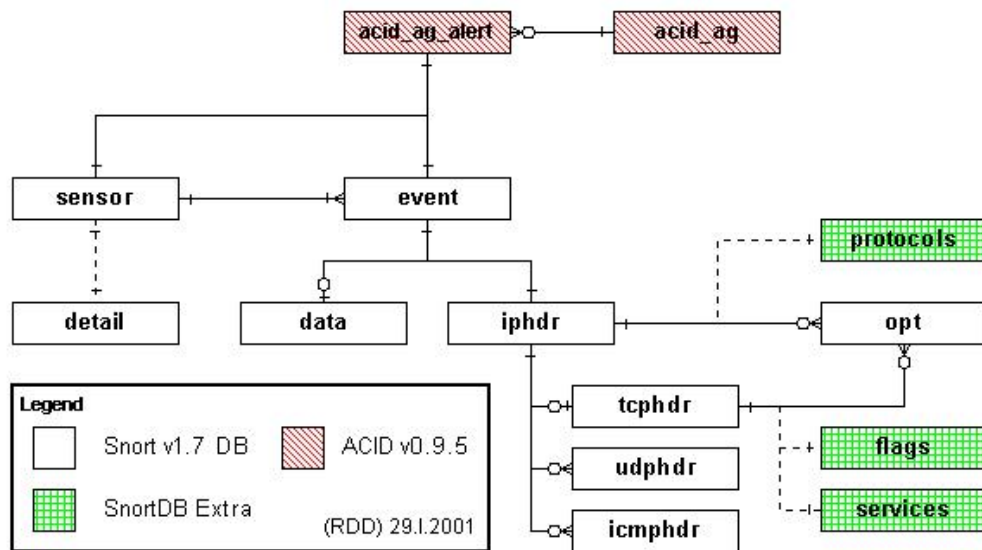 acid_ag_alert
acid_ag
sensor
event
protocols
detail
data
iphdr
opt
tcphdr
flags
udphdr
services
icmphdr
Legend
Snort v1.7 DB
ACID v0.9.5
SnortDB Extra
(RDD) 29.I.2001